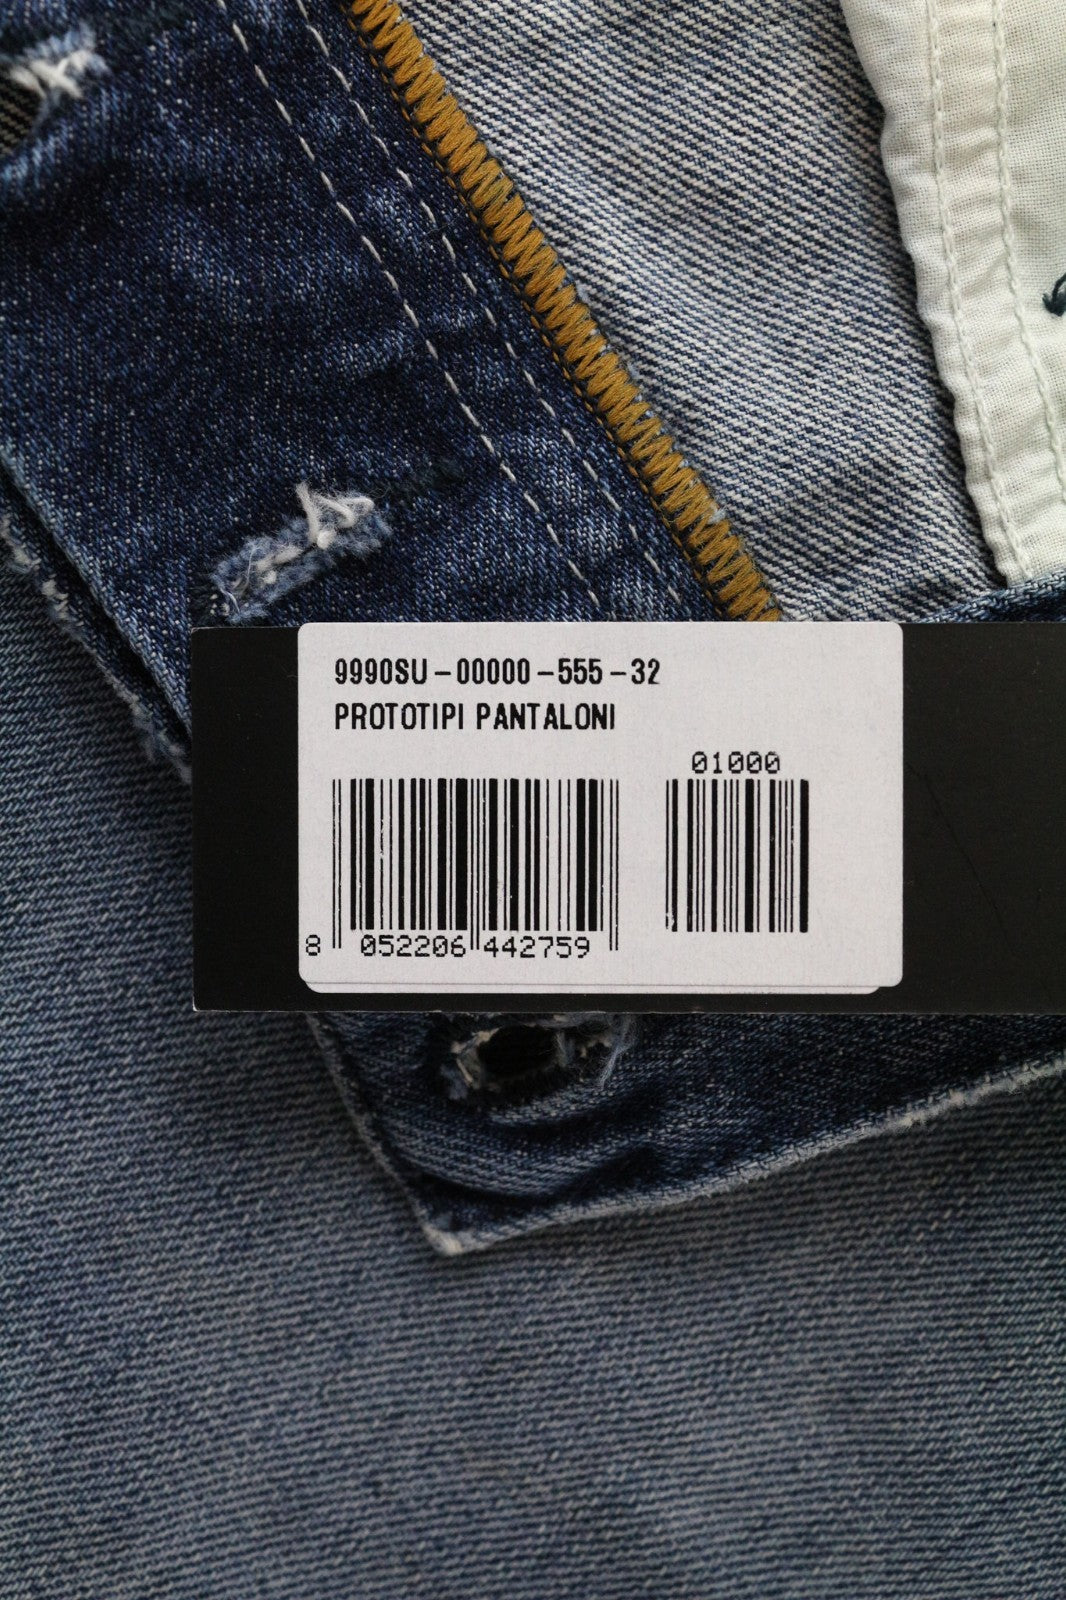 9990SU-00000-555-32
PROTOTIPI PANTALONI
01000
8 052206 442759